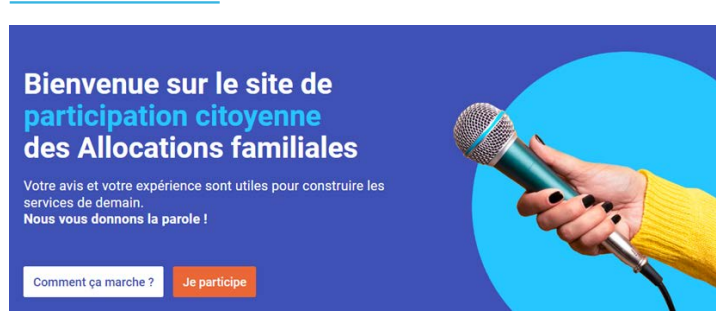 Bienvenue sur le site de
participation citoyenne
des Allocations familiales
Votre avis et votre expérience sont utiles pour construire les
services de demain.
Nous vous donnons la parole !
Comment ça marche ?
Je participe